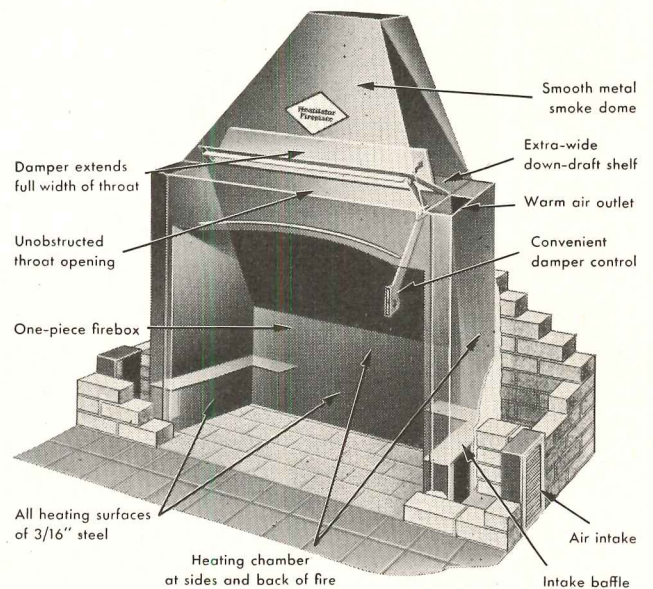 Heatilator
Fireplace
Smooth metal
smoke dome
Extra-wide
down-draft shelf
Damper extends
full width of throat
Warm air outlet
Unobstructed
throat opening
Convenient
damper control
One-piece firebox
All heating surfaces
of 3/16" steel
Heating chamber
at sides and back of fire
Air intake
Intake baffle